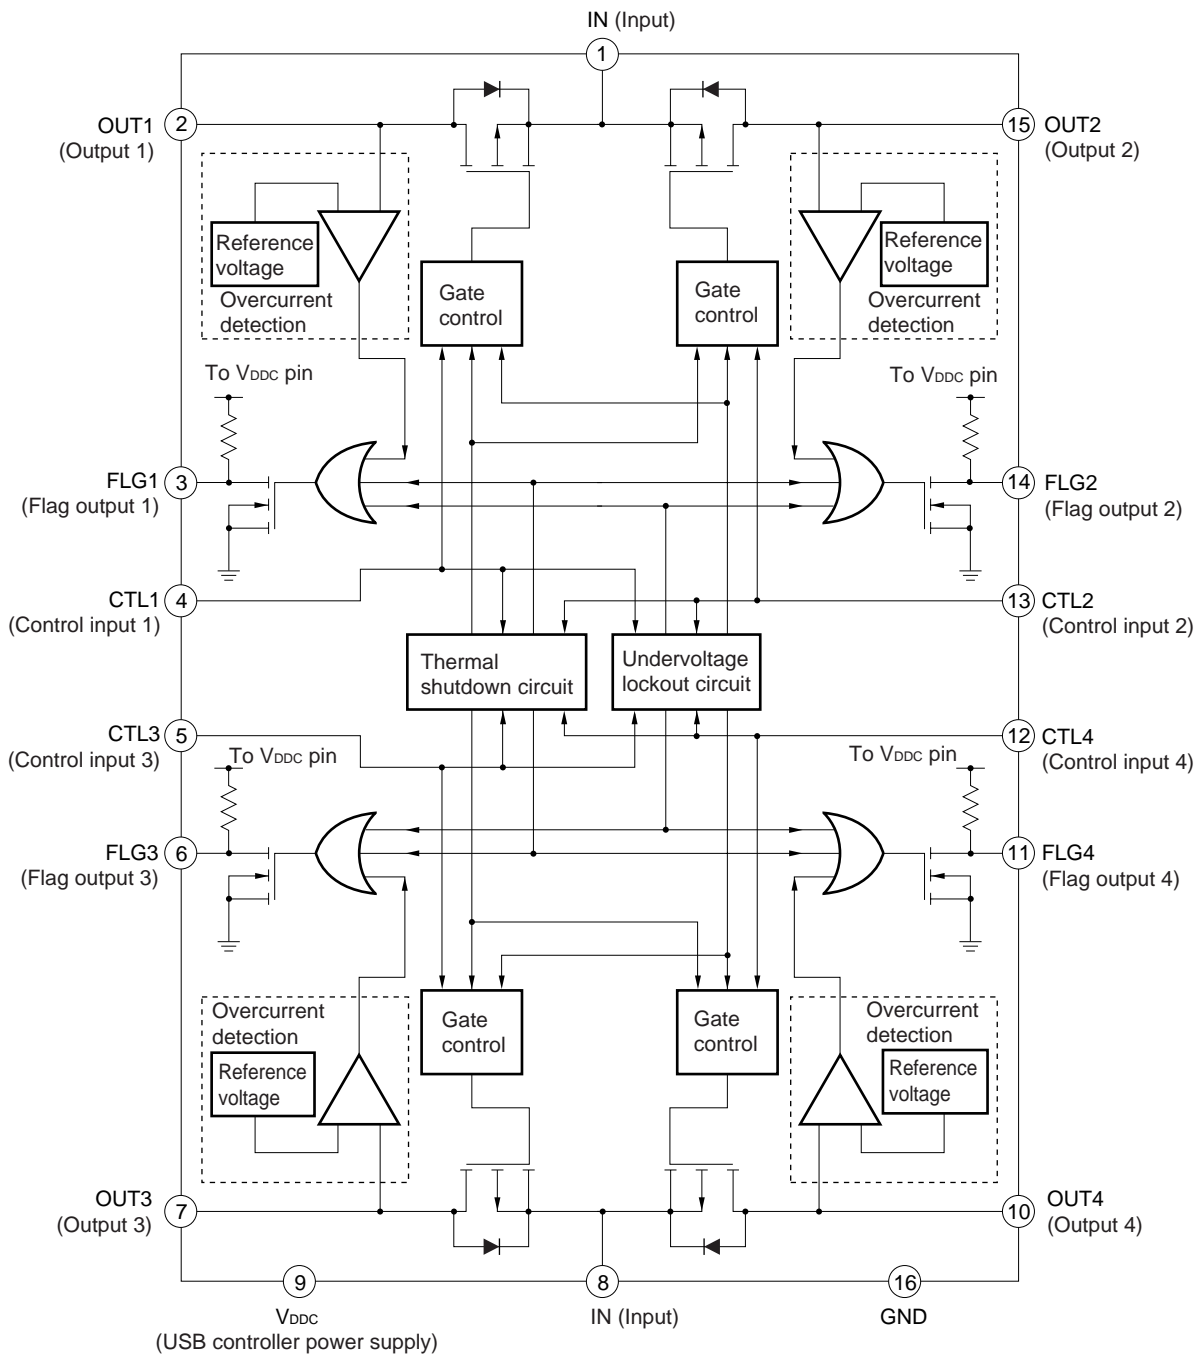 IN (Input)
1
OUT1
(Output 1)
2
15
OUT2
(Output 2)
Reference
voltage
Overcurrent
detection
Gate
control
Gate
control
Reference
voltage
Overcurrent
detection
To VDDC pin
To VDDC pin
FLG1
(Flag output 1)
3
14
FLG2
(Flag output 2)
CTL1
(Control input 1)
4
13
CTL2
(Control input 2)
Thermal
shutdown circuit
Undervoltage
lockout circuit
CTL3
(Control input 3)
5
12
CTL4
(Control input 4)
To VDDC pin
To VDDC pin
FLG3
(Flag output 3)
6
11
FLG4
(Flag output 4)
Overcurrent
detection
Reference
voltage
Gate
control
Gate
control
Overcurrent
detection
Reference
voltage
OUT3
(Output 3)
7
10
OUT4
(Output 4)
9
8
16
VDDC
(USB controller power supply)
IN (Input)
GND